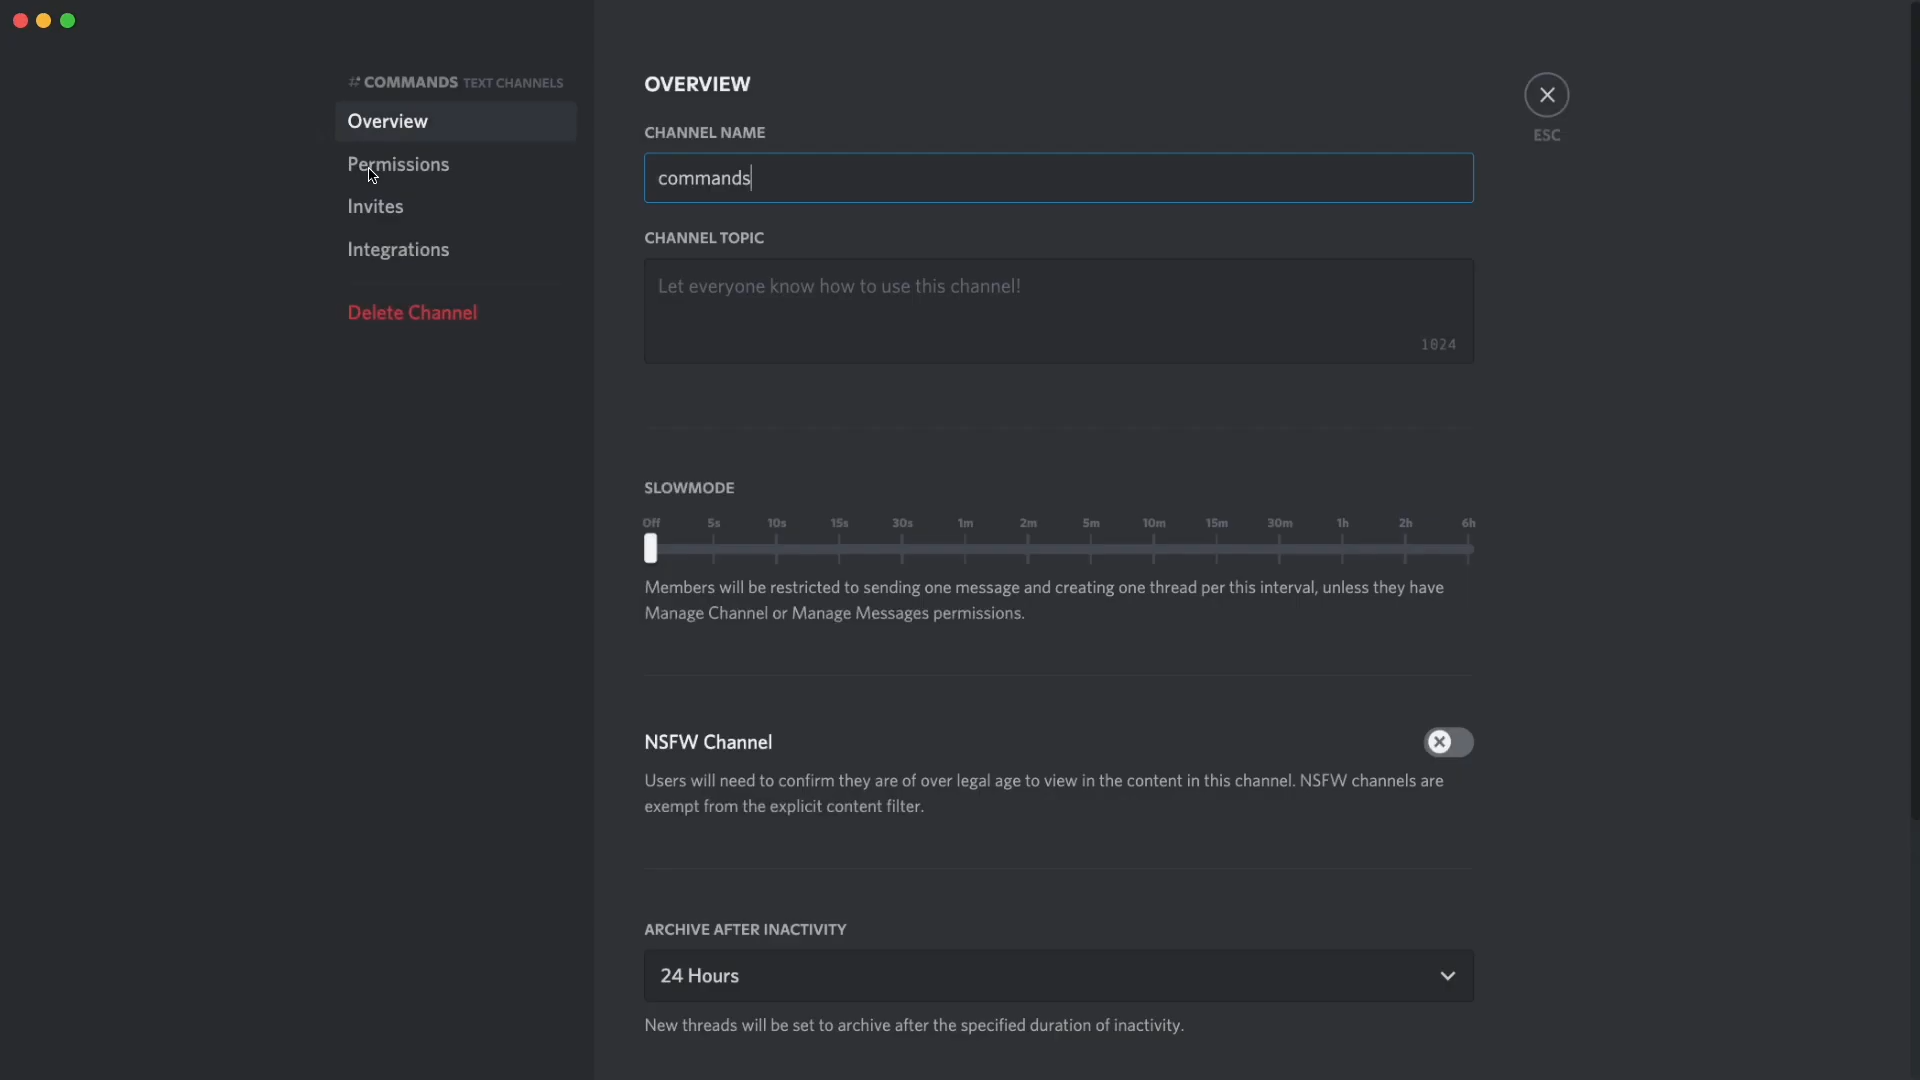 COMMANDS TEXT CHANNELS
Overview
Permissions
Invites
Integrations
Delete Channel
OVERVIEW
CHANNEL NAME
commands
CHANNEL TOPIC
Let everyone know how to use this channel!
1024
SLOWMODE
Off 5s 10s 15s 30s 1m 2m 5m 10m 15m 30m 1h 2h 6h
Members will be restricted to sending one message and creating one thread per this interval, unless they have
Manage Channel or Manage Messages permissions.
NSFW Channel
Users will need to confirm they are of over legal age to view in the content in this channel. NSFW channels are
exempt from the explicit content filter.
ARCHIVE AFTER INACTIVITY
24 Hours
New threads will be set to archive after the specified duration of inactivity.
ESC